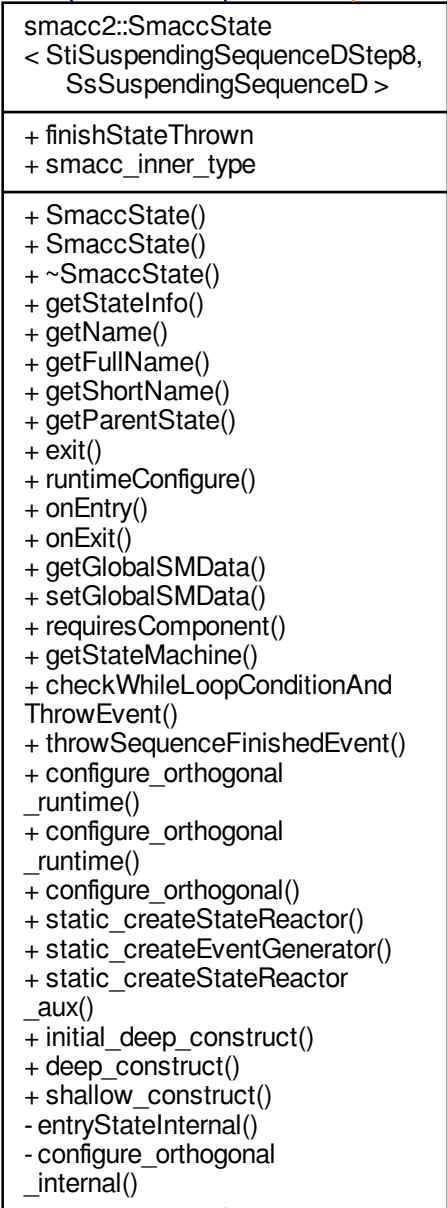 smacc2::SmaccState
< StiSuspendingSequenceDStep8,
SsSuspendingSequenceD >
+ finishStateThrown
+ smacc_inner_type
+ SmaccState()
+ SmaccState()
+ ~SmaccState()
+ getStateInfo()
+ getName()
+ getFullName()
+ getShortName()
+ getParentState()
+ exit()
+ runtimeConfigure()
+ onEntry()
+ onExit()
+ getGlobalSMData()
+ setGlobalSMData()
+ requiresComponent()
+ getStateMachine()
+ checkWhileLoopConditionAnd
ThrowEvent()
+ throwSequenceFinishedEvent()
+ configure_orthogonal
_runtime()
+ configure_orthogonal
_runtime()
+ configure_orthogonal()
+ static_createStateReactor()
+ static_createEventGenerator()
+ static_createStateReactor
_aux()
+ initial_deep_construct()
+ deep_construct()
+ shallow_construct()
- entryStateInternal()
- configure_orthogonal
_internal()